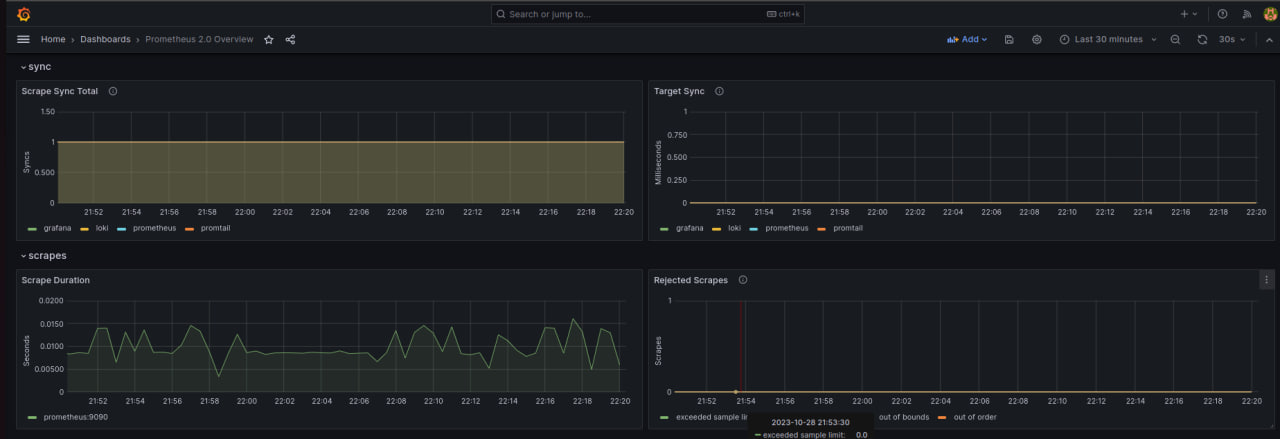 Search or jump to... ctrl+k
Home > Dashboards > Prometheus 2.0 Overview Add Last 30 minutes 30s
sync
Scrape Sync Total
1.50
1
0.500
0
Syncs
21:52 21:54 21:56 21:58 22:00 22:02 22:04 22:06 22:08 22:10 22:12 22:14 22:16 22:18 22:20
grafana loki prometheus promtail
Target Sync
1
0.750
0.500
0.250
0
Milliseconds
21:52 21:54 21:56 21:58 22:00 22:02 22:04 22:06 22:08 22:10 22:12 22:14 22:16 22:18 22:20
grafana loki prometheus promtail
scrapes
Scrape Duration
0.0200
0.0150
0.0100
0.00500
0
Seconds
21:52 21:54 21:56 21:58 22:00 22:02 22:04 22:06 22:08 22:10 22:12 22:14 22:16 22:18 22:20
prometheus:9090
Rejected Scrapes
1
0
Scrapes
21:52 21:54 21:56 21:58 22:00 22:02 22:04 22:06 22:08 22:10 22:12 22:14 22:16 22:18 22:20
exceeded sample out of bounds out of order
2023-10-28 21:53:30
exceeded sample limit: 0.0